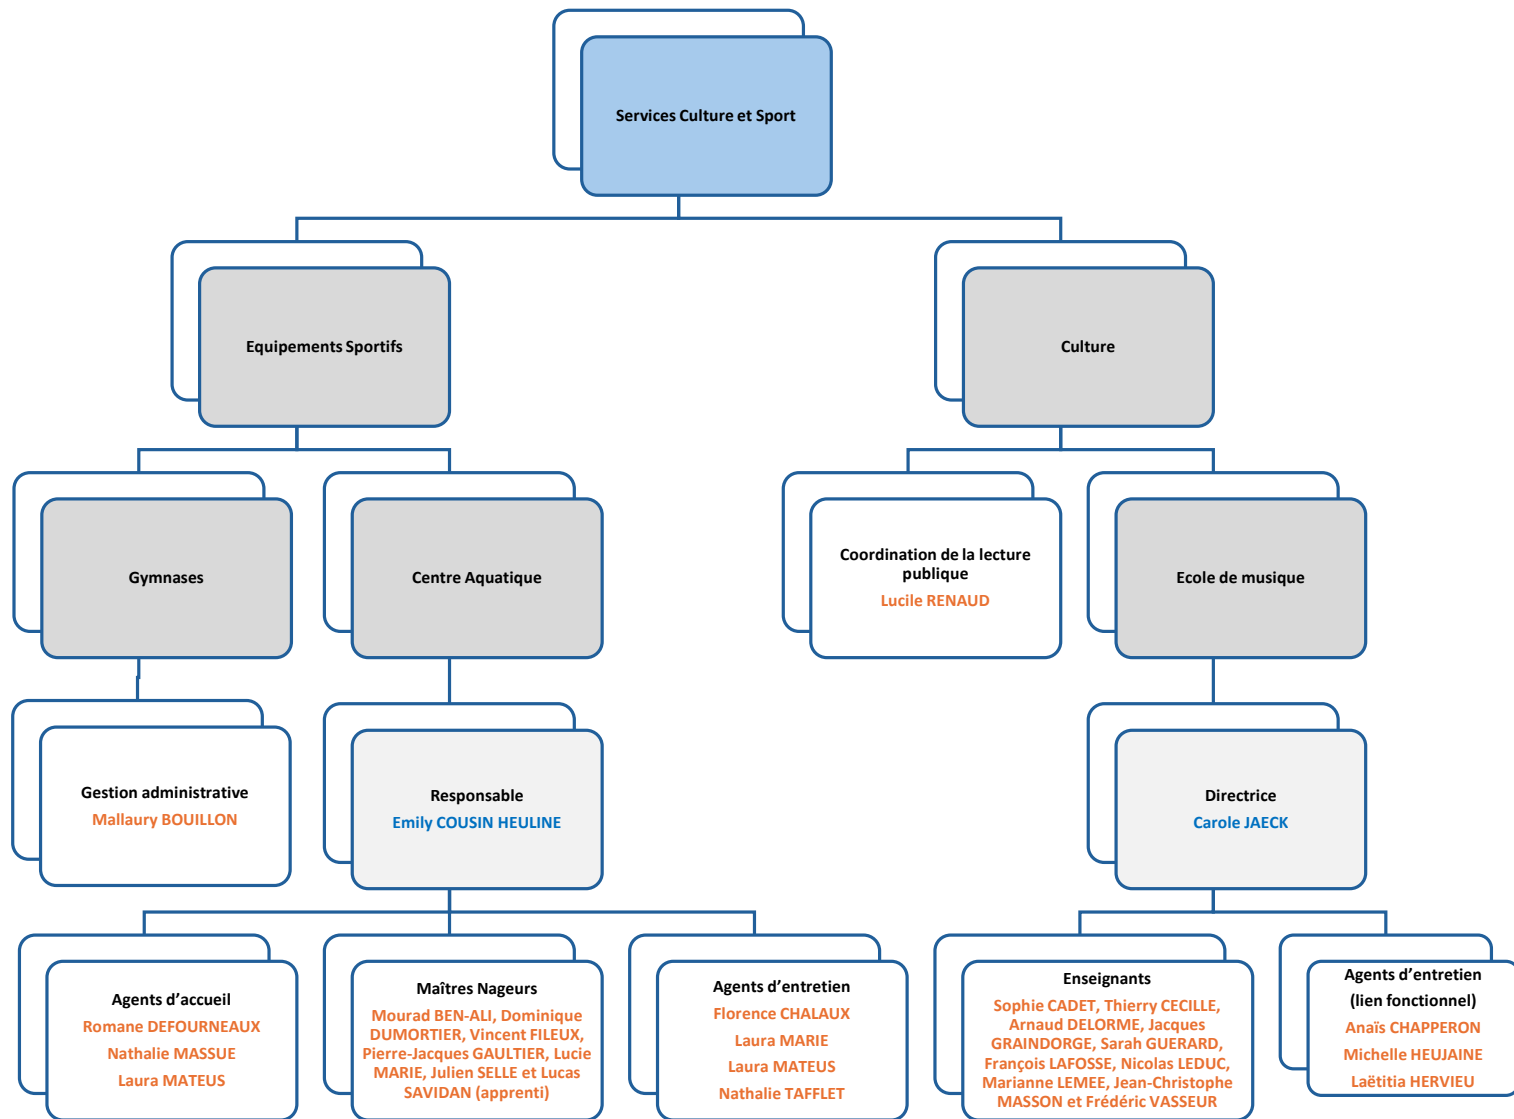 Services Culture et Sport
Equipements Sportifs
Culture
Gymnases
Centre Aquatique
Coordination de la lecture
publique
Lucile RENAUD
Ecole de musique
Gestion administrative
Mallaury BOUILLON
Responsable
Emily COUSIN HEULINE
Directrice
Carole JAECK
Agents d'accueil
Romane DEFOURNEAUX
Nathalie MASSUE
Laura MATEUS
Maîtres Nageurs
Mourad BEN-ALI, Dominique
DUMORTIER, Vincent FILEUX,
Pierre-Jacques GAULTIER, Lucie
MARIE, Julien SELLE et Lucas
SAVIDAN (apprenti)
Agents d'entretien
Florence CHALAUX
Laura MARIE
Laura MATEUS
Nathalie TAFFLET
Enseignants
Sophie CADET, Thierry CECILLE,
Arnaud DELORME, Jacques
GRAINDORGE, Sarah GUERARD,
François LAFOSSE, Nicolas LEDUC,
Marianne LEMEE, Jean-Christophe
MASSON et Frédéric VASSEUR
Agents d'entretien
(lien fonctionnel)
Anaïs CHAPPERON
Michelle HEUJAINE
Laëtitia HERVIEU